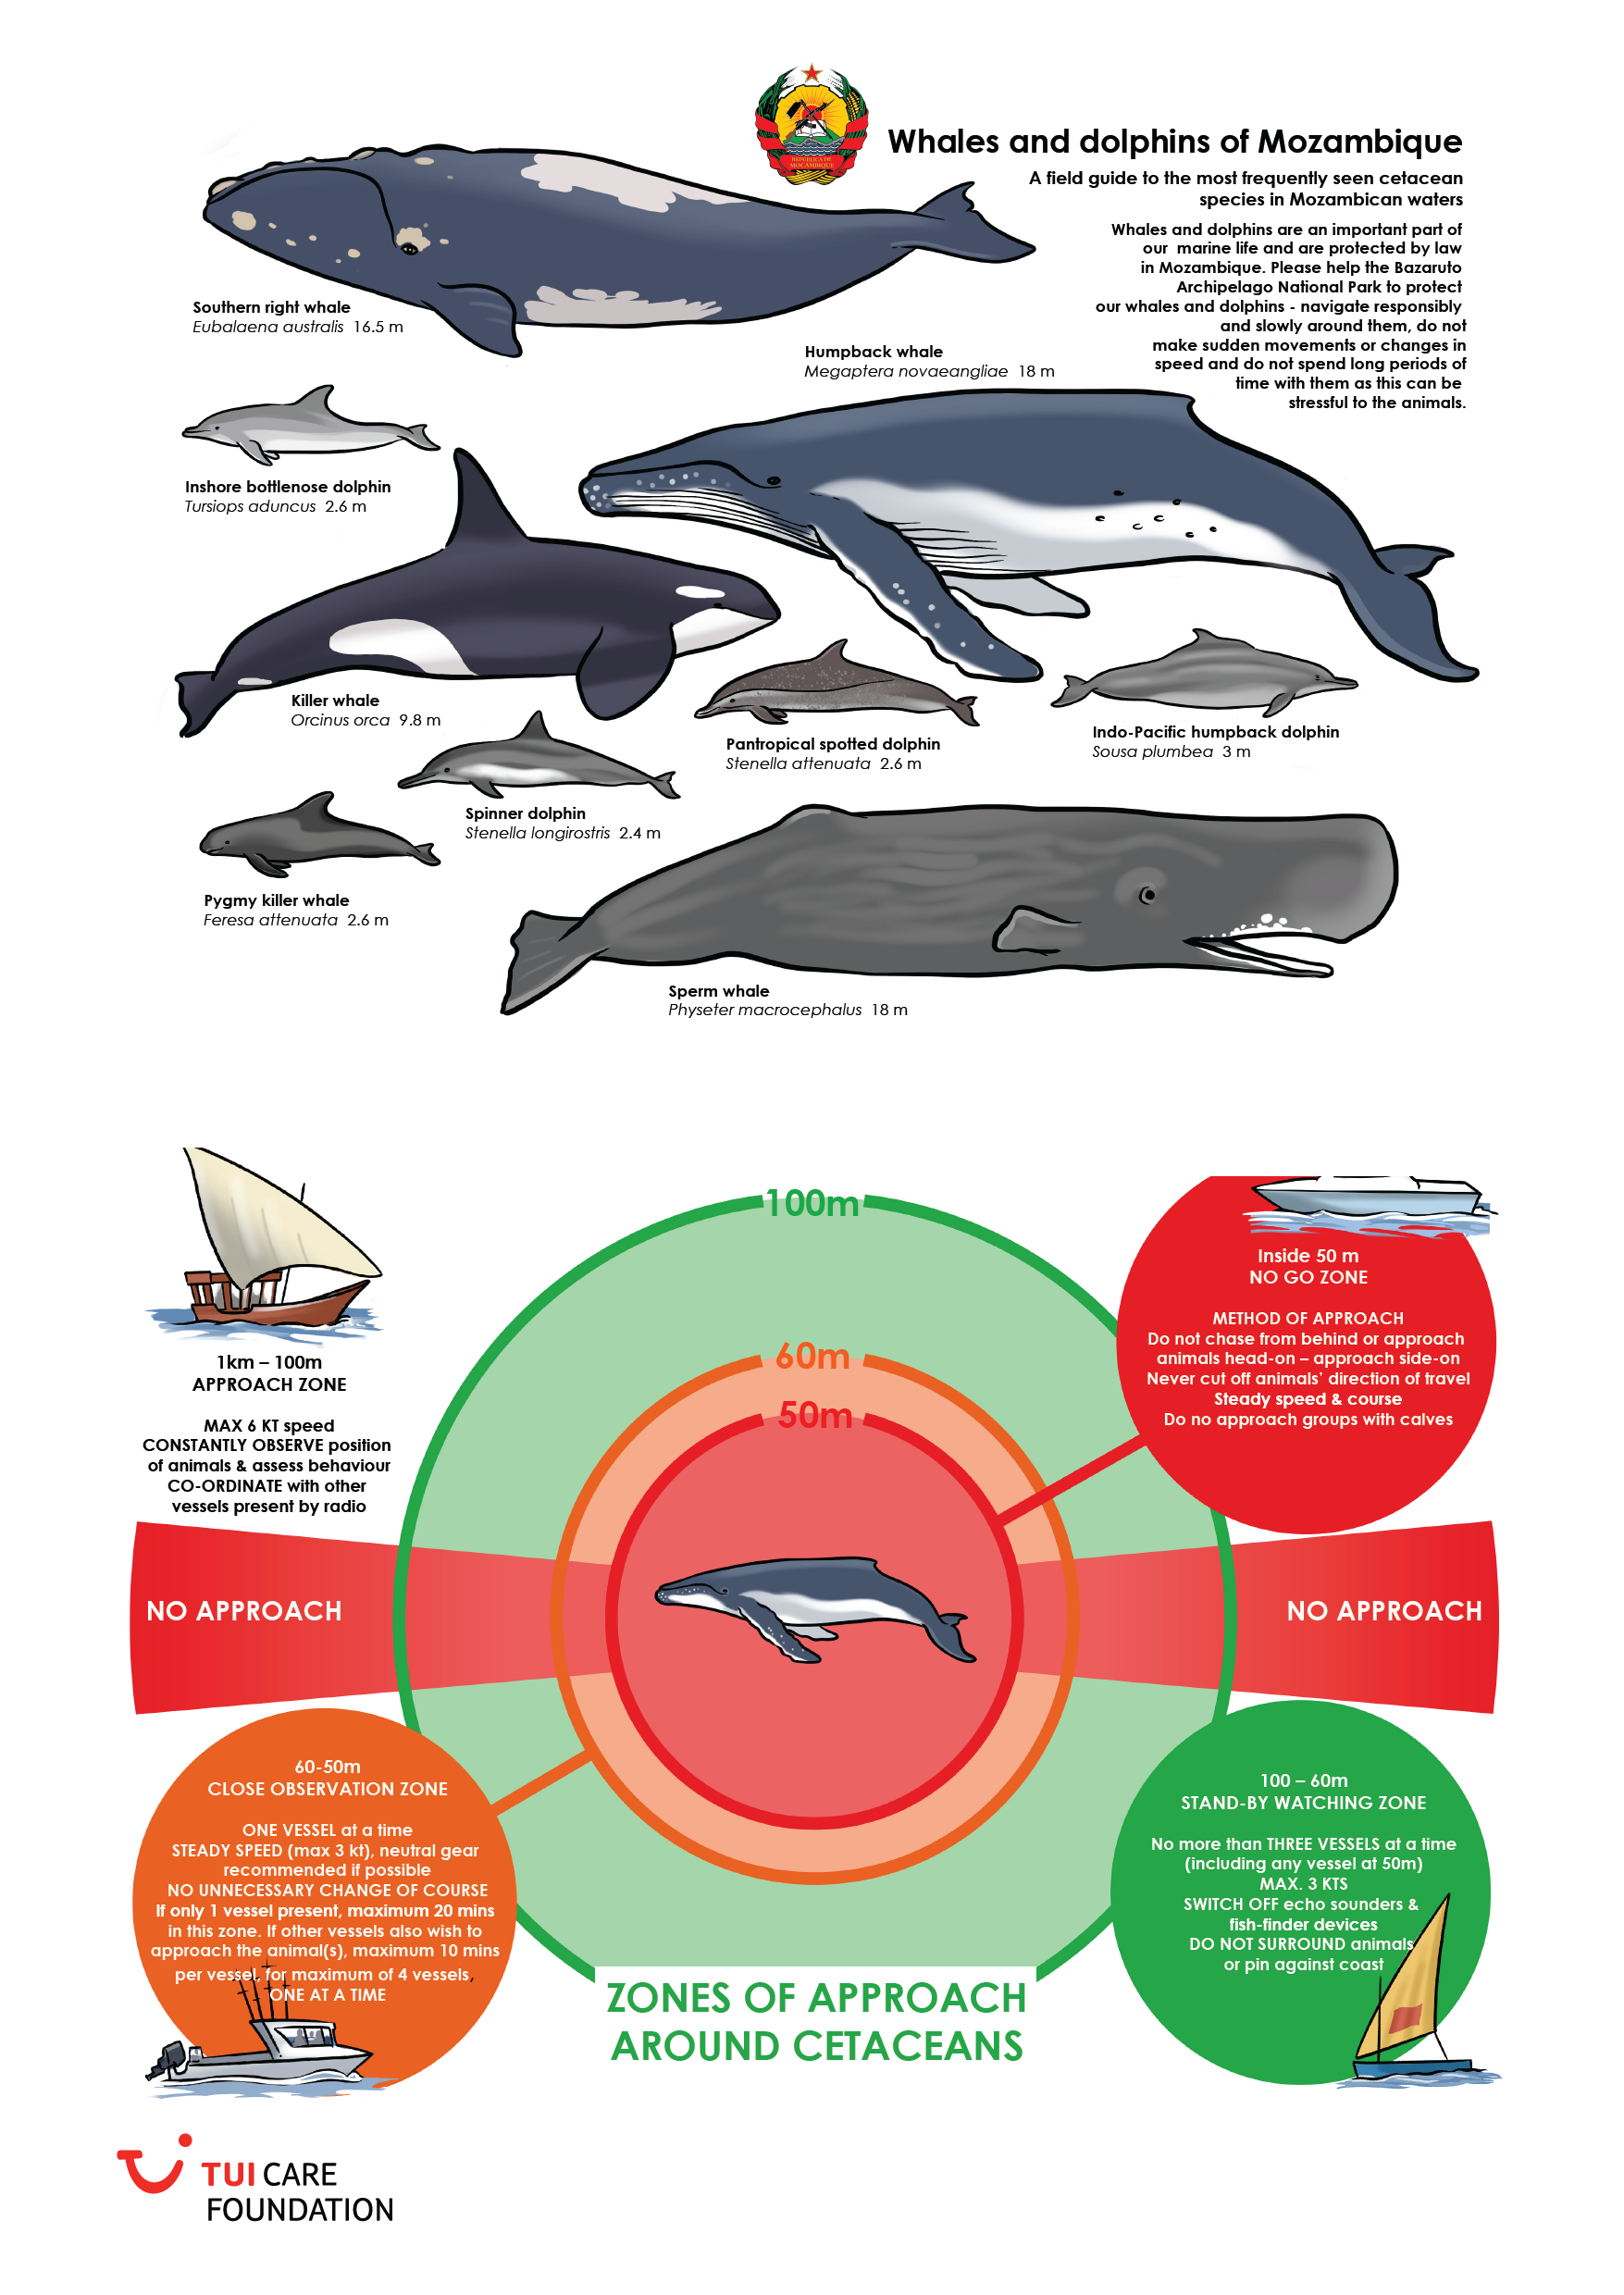 REPÚBLICA DE
MOÇAMBIQUE
Whales and dolphins of Mozambique
A field guide to the most frequently seen cetacean
species in Mozambican waters
Whales and dolphins are an important part of
our marine life and are protected by law
in Mozambique. Please help the Bazaruto
Archipelago National Park to protect
our whales and dolphins - navigate responsibly
and slowly around them, do not
make sudden movements or changes in
speed and do not spend long periods of
time with them as this can be
stressful to the animals.
Southern right whale
Eubalaena australis 16.5 m
Humpback whale
Megaptera novaeangliae 18 m
Inshore bottlenose dolphin
Tursiops aduncus 2.6 m
Killer whale
Orcinus orca 9.8 m
Pantropical spotted dolphin
Stenella attenuata 2.6 m
Indo-Pacific humpback dolphin
Sousa plumbea 3 m
Spinner dolphin
Stenella longirostris 2.4 m
Pygmy killer whale
Feresa attenuata 2.6 m
Sperm whale
Physeter macrocephalus 18 m
100m
60m
50m
1km – 100m
APPROACH ZONE
MAX 6 KT speed
CONSTANTLY OBSERVE position
of animals & assess behaviour
CO-ORDINATE with other
vessels present by radio
Inside 50 m
NO GO ZONE
METHOD OF APPROACH
Do not chase from behind or approach
animals head-on – approach side-on
Never cut off animals’ direction of travel
Steady speed & course
Do no approach groups with calves
NO APPROACH
NO APPROACH
60-50m
CLOSE OBSERVATION ZONE
ONE VESSEL at a time
STEADY SPEED (max 3 kt), neutral gear
recommended if possible
NO UNNECESSARY CHANGE OF COURSE
If only 1 vessel present, maximum 20 mins
in this zone. If other vessels also wish to
approach the animal(s), maximum 10 mins
per vessel, for maximum of 4 vessels,
ONE AT A TIME
100 – 60m
STAND-BY WATCHING ZONE
No more than THREE VESSELS at a time
(including any vessel at 50m)
MAX. 3 KTS
SWITCH OFF echo sounders &
fish-finder devices
DO NOT SURROUND animals
or pin against coast
ZONES OF APPROACH
AROUND CETACEANS
TUI CARE
FOUNDATION